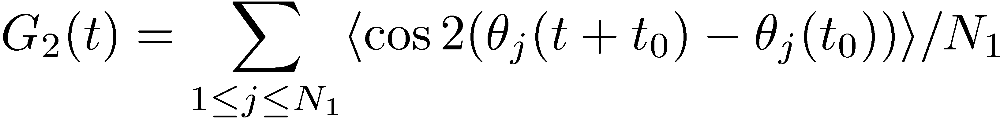 G_2(t) = \sum_{1 \leq j \leq N_1} \langle \cos 2(\theta_j(t + t_0) - \theta_j(t_0)) \rangle / N_1